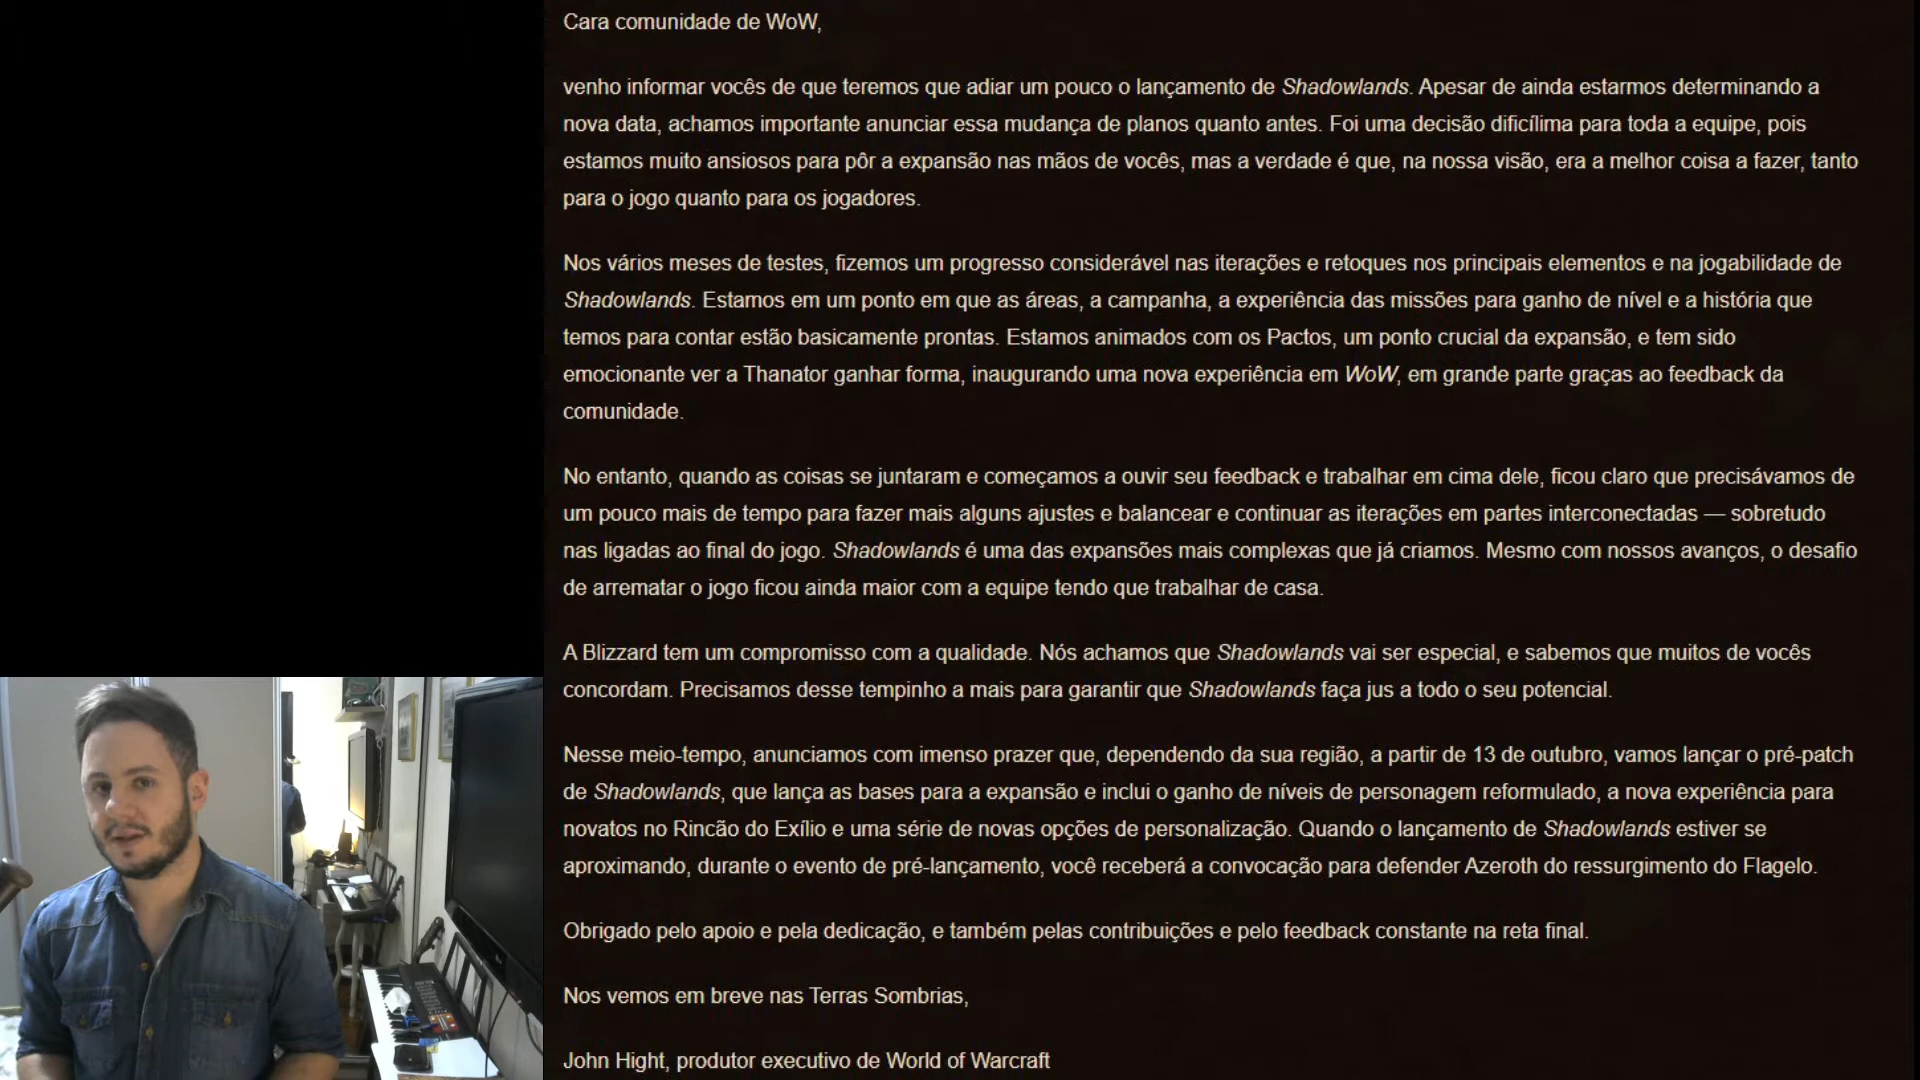 Cara comunidade de WoW,
venho informar vocês de que teremos que adiar um pouco o lançamento de Shadowlands. Apesar de ainda estarmos determinando a
nova data, achamos importante anunciar essa mudança de planos quanto antes. Foi uma decisão dificílima para toda a equipe, pois
estamos muito ansiosos para pôr a expansão nas mãos de vocês, mas a verdade é que, na nossa visão, era a melhor coisa a fazer, tanto
para o jogo quanto para os jogadores.
Nos vários meses de testes, fizemos um progresso considerável nas iterações e retoques nos principais elementos e na jogabilidade de
Shadowlands. Estamos em um ponto em que as áreas, a campanha, a experiência das missões para ganho de nível e a história que
temos para contar estão basicamente prontas. Estamos animados com os Pactos, um ponto crucial da expansão, e tem sido
emocionante ver a Thanator ganhar forma, inaugurando uma nova experiência em WoW, em grande parte graças ao feedback da
comunidade.
No entanto, quando as coisas se juntaram e começamos a ouvir seu feedback e trabalhar em cima dele, ficou claro que precisávamos de
um pouco mais de tempo para fazer mais alguns ajustes e balancear e continuar as iterações em partes interconectadas — sobretudo
nas ligadas ao final do jogo. Shadowlands é uma das expansões mais complexas que já criamos. Mesmo com nossos avanços, o desafio
de arrematar o jogo ficou ainda maior com a equipe tendo que trabalhar de casa.
A Blizzard tem um compromisso com a qualidade. Nós achamos que Shadowlands vai ser especial, e sabemos que muitos de vocês
concordam. Precisamos desse tempinho a mais para garantir que Shadowlands faça jus a todo o seu potencial.
Nesse meio-tempo, anunciamos com imenso prazer que, dependendo da sua região, a partir de 13 de outubro, vamos lançar o pré-patch
de Shadowlands, que lança as bases para a expansão e inclui o ganho de níveis de personagem reformulado, a nova experiência para
novatos no Rincão do Exílio e uma série de novas opções de personalização. Quando o lançamento de Shadowlands estiver se
aproximando, durante o evento de pré-lançamento, você receberá a convocação para defender Azeroth do ressurgimento do Flagelo.
Obrigado pelo apoio e pela dedicação, e também pelas contribuições e pelo feedback constante na reta final.
Nos vemos em breve nas Terras Sombrias,
John Hight, produtor executivo de World of Warcraft